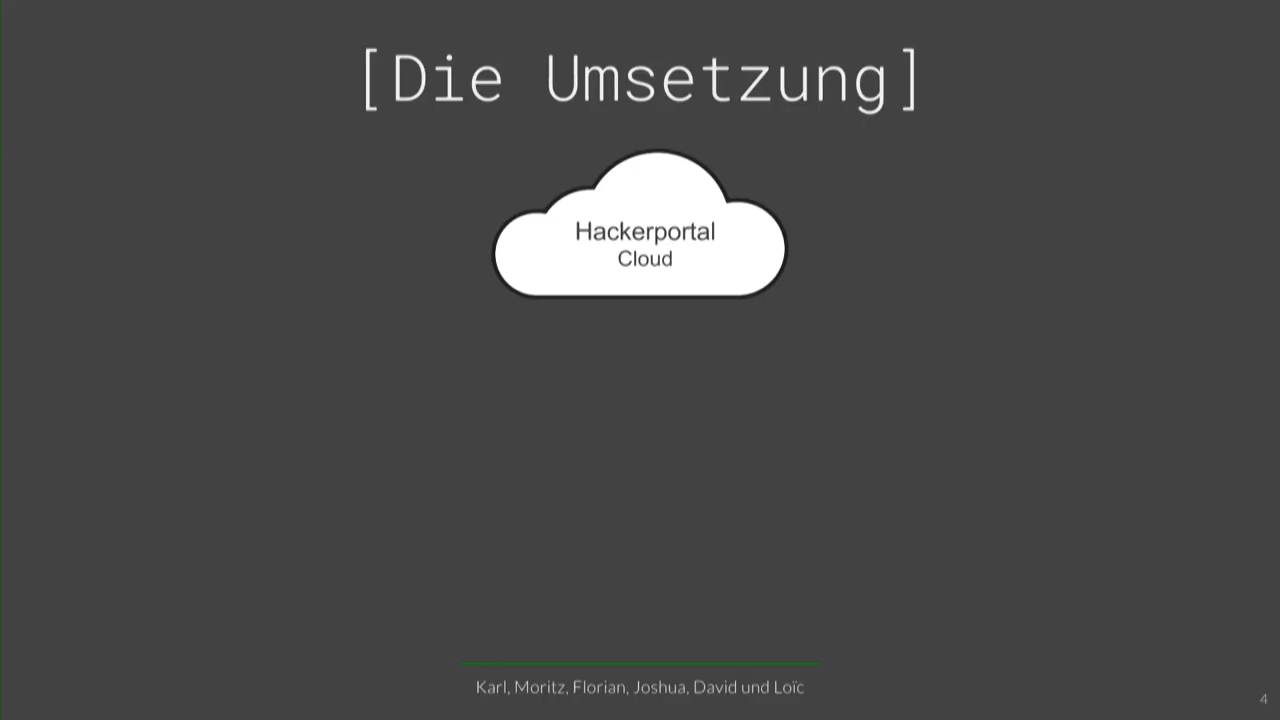 [Die Umsetzung]
Hackerportal
Cloud
Karl, Moritz, Florian, Joshua, David und Loïc
4